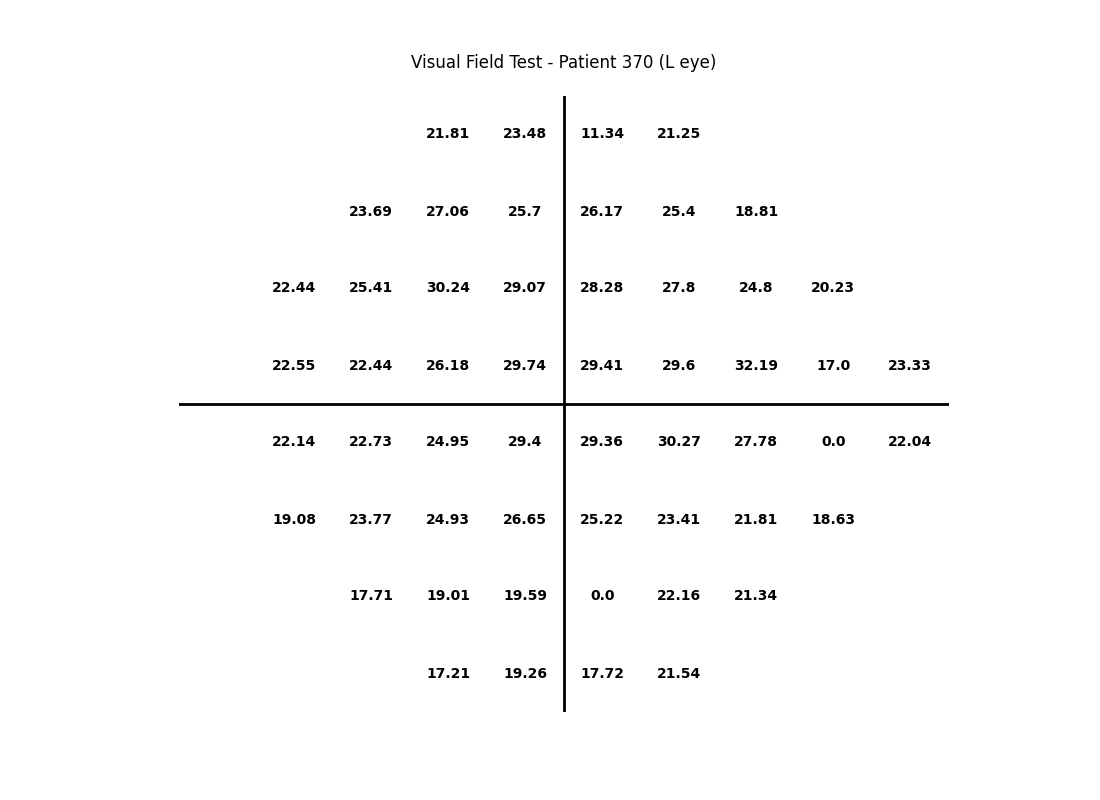 Visual Field Test - Patient 370 (L eye)
21.81 23.48 11.34 21.25
23.69 27.06 25.7 26.17 25.4 18.81
22.44 25.41 30.24 29.07 28.28 27.8 24.8 20.23
22.55 22.44 26.18 29.74 29.41 29.6 32.19 17.0 23.33
22.14 22.73 24.95 29.4 29.36 30.27 27.78 0.0 22.04
19.08 23.77 24.93 26.65 25.22 23.41 21.81 18.63
17.71 19.01 19.59 0.0 22.16 21.34
17.21 19.26 17.72 21.54